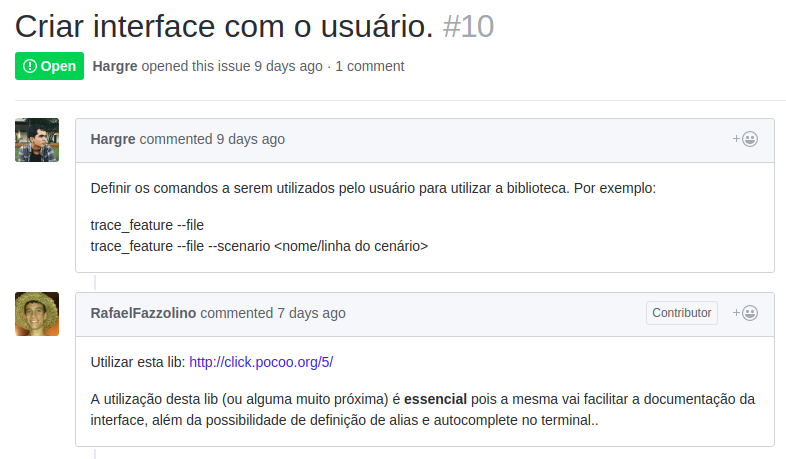 Criar interface com o usuário. #10
Open Hargre opened this issue 9 days ago · 1 comment
Hargre commented 9 days ago
Definir os comandos a serem utilizados pelo usuário para utilizar a biblioteca. Por exemplo:
trace_feature --file
trace_feature --file --scenario <nome/linha do cenário>
RafaelFazzolino commented 7 days ago Contributor
Utilizar esta lib: http://click.pocoo.org/5/
A utilização desta lib (ou alguma muito próxima) é essencial pois a mesma vai facilitar a documentação da
interface, além da possibilidade de definição de alias e autocomplete no terminal..